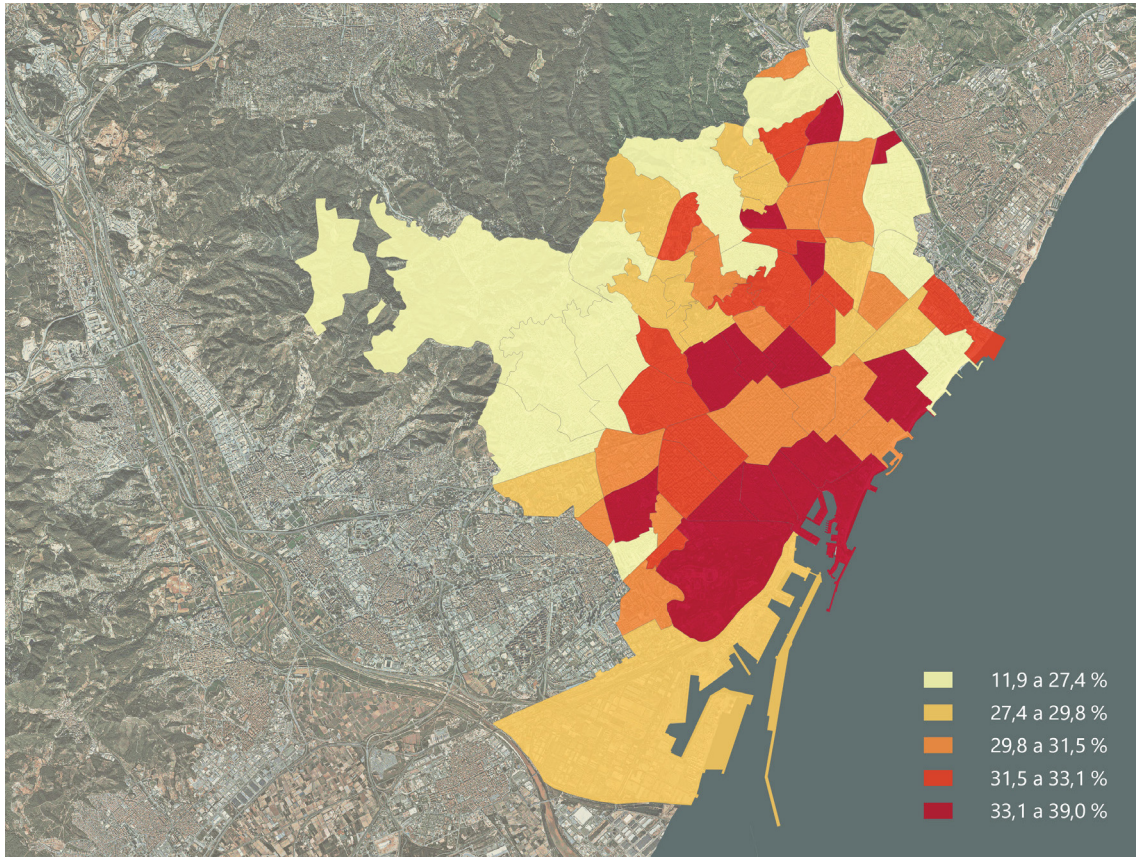 11,9 a 27,4 %
27,4 a 29,8 %
29,8 a 31,5 %
31,5 a 33,1 %
33,1 a 39,0 %